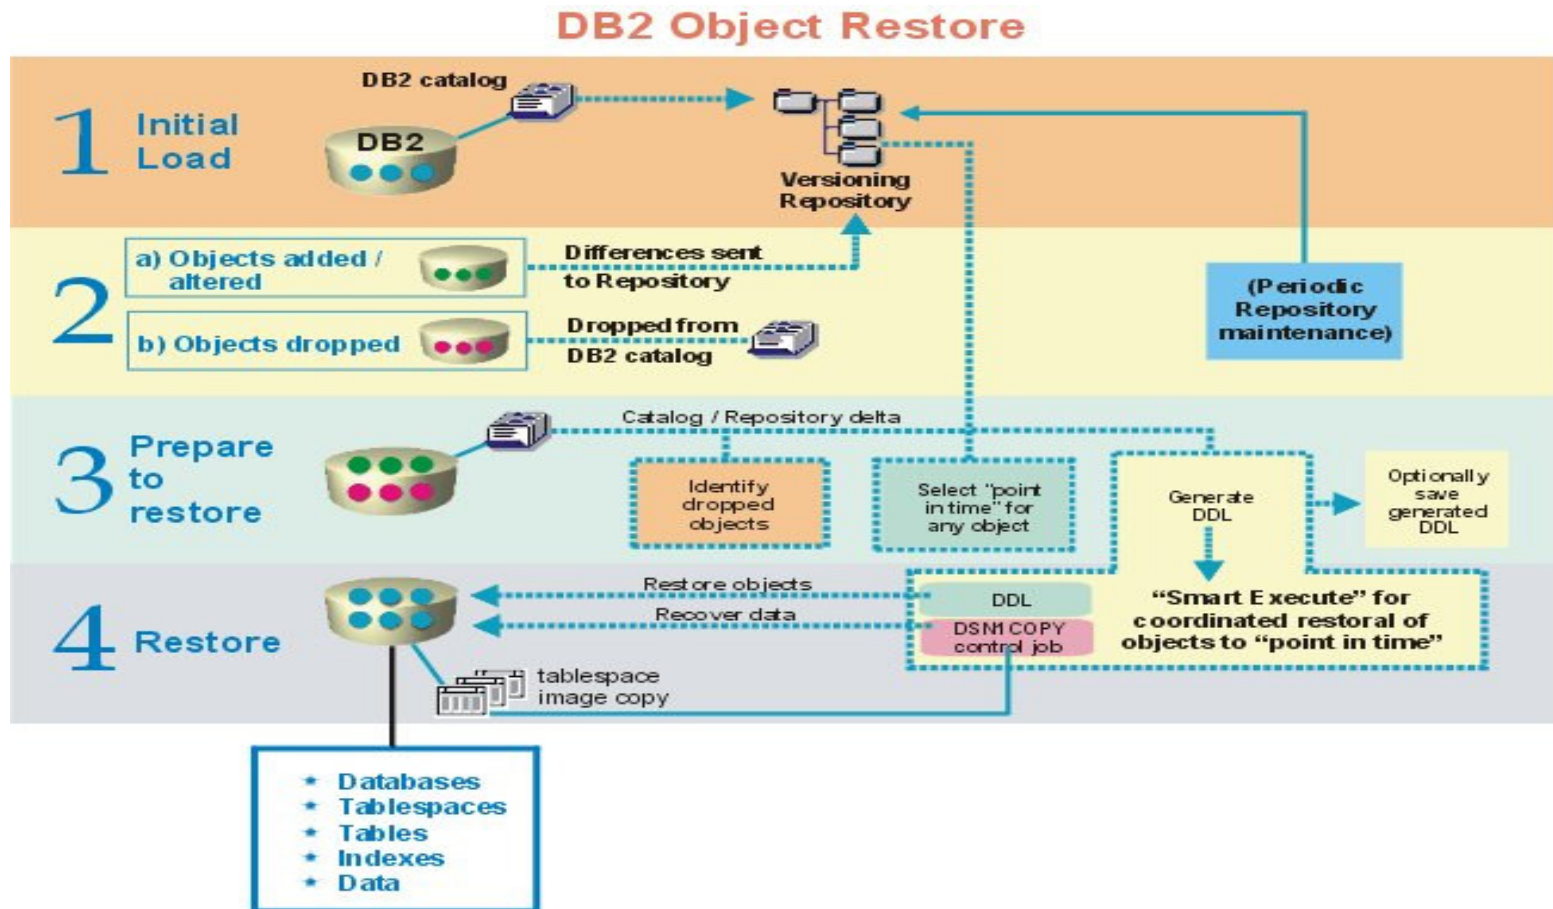 DB2 Object Restore
1
Initial
Load
DB2 catalog
DB2
Versioning
Repository
2
a) Objects added /
altered
Differences sent
to Repository
b) Objects dropped
Dropped from
DB2 catalog
(Periodic
Repository
maintenance)
3
Prepare
to
restore
Catalog / Repository delta
Identify
dropped
objects
Select "point
in time" for
any object
Generate
DDL
Optionally
save
generated
DDL
4
Restore
Restore objects
Recover data
DDL
DSN1COPY
control job
"Smart Execute" for
coordinated restoral of
objects to "point in time"
tablespace
image copy
Databases
Tablespaces
Tables
Indexes
Data